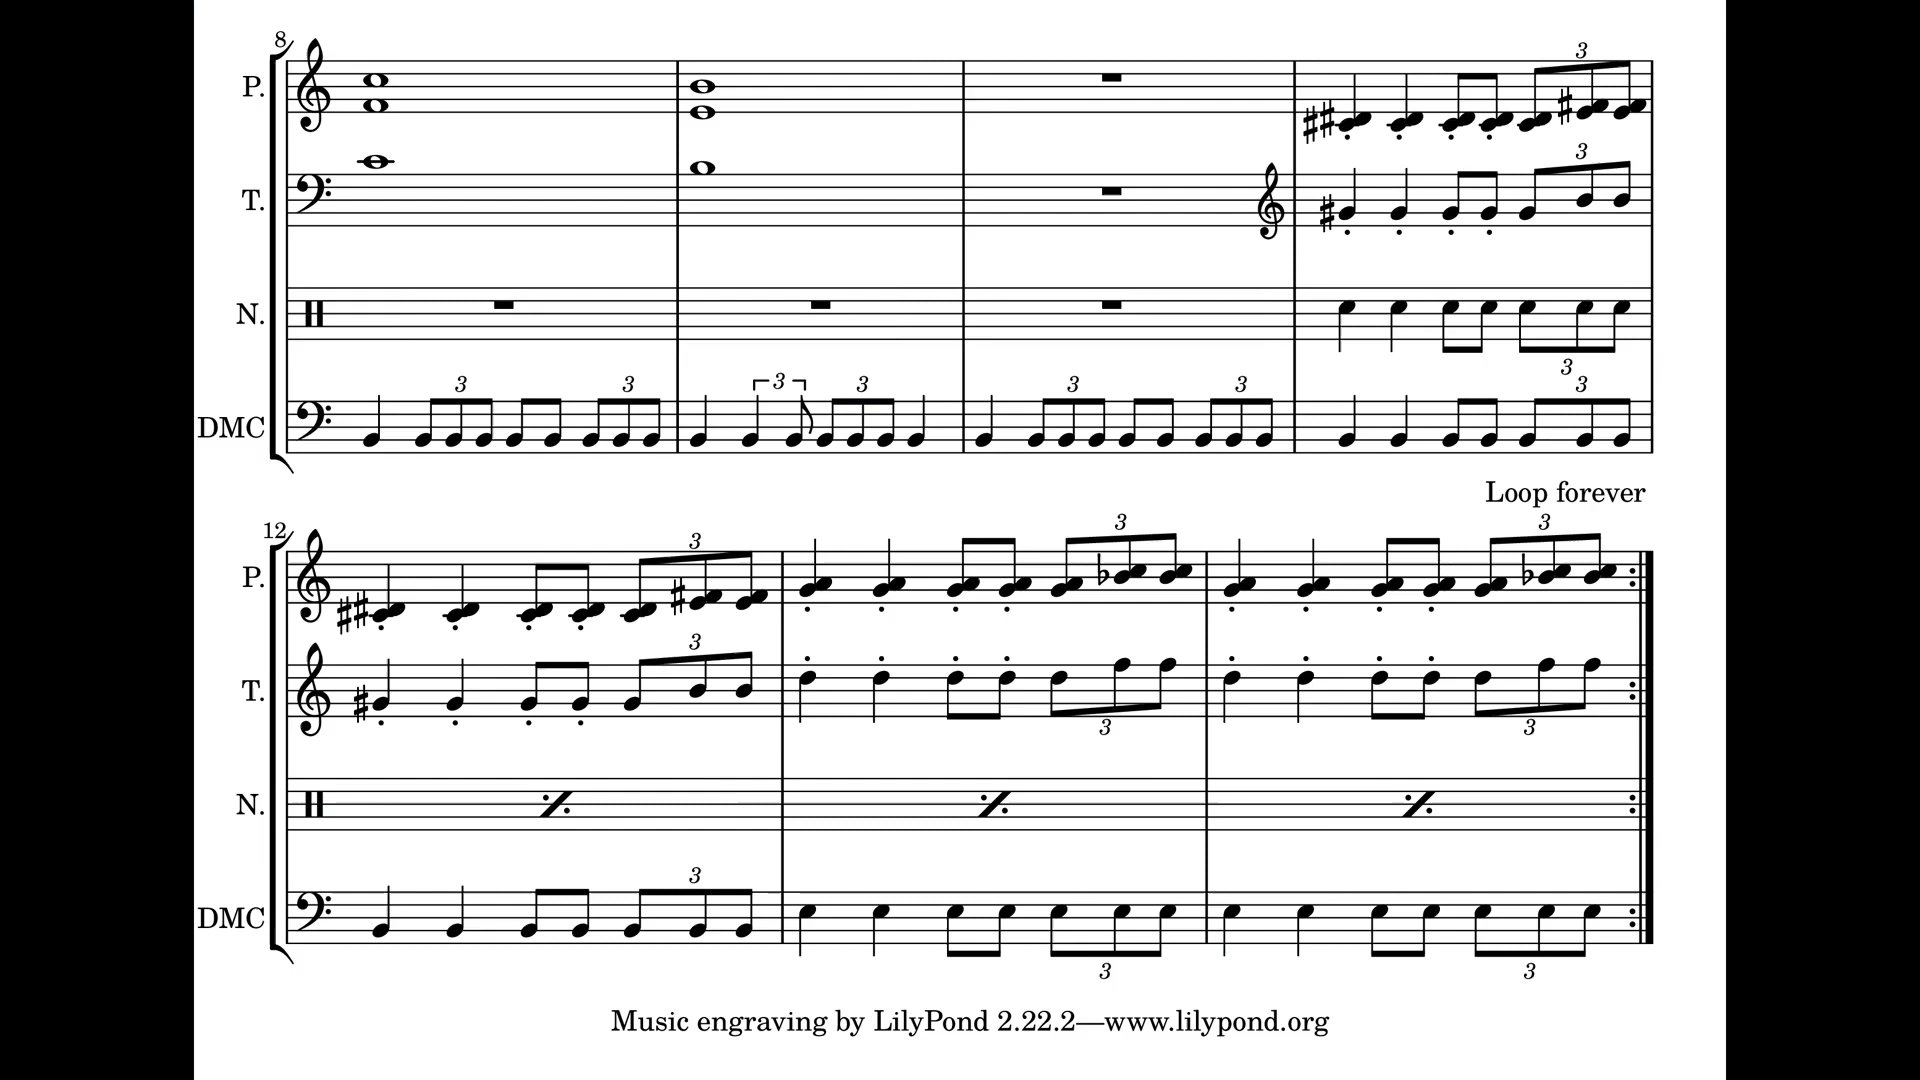 8
3
P.
3
T.
N.
3
3 3 3 3 3 3 3
DMC
Loop forever
12
3 3 3
P.
3
T.
3 3
N.
3
DMC
3 3
Music engraving by LilyPond 2.22.2—www.lilypond.org